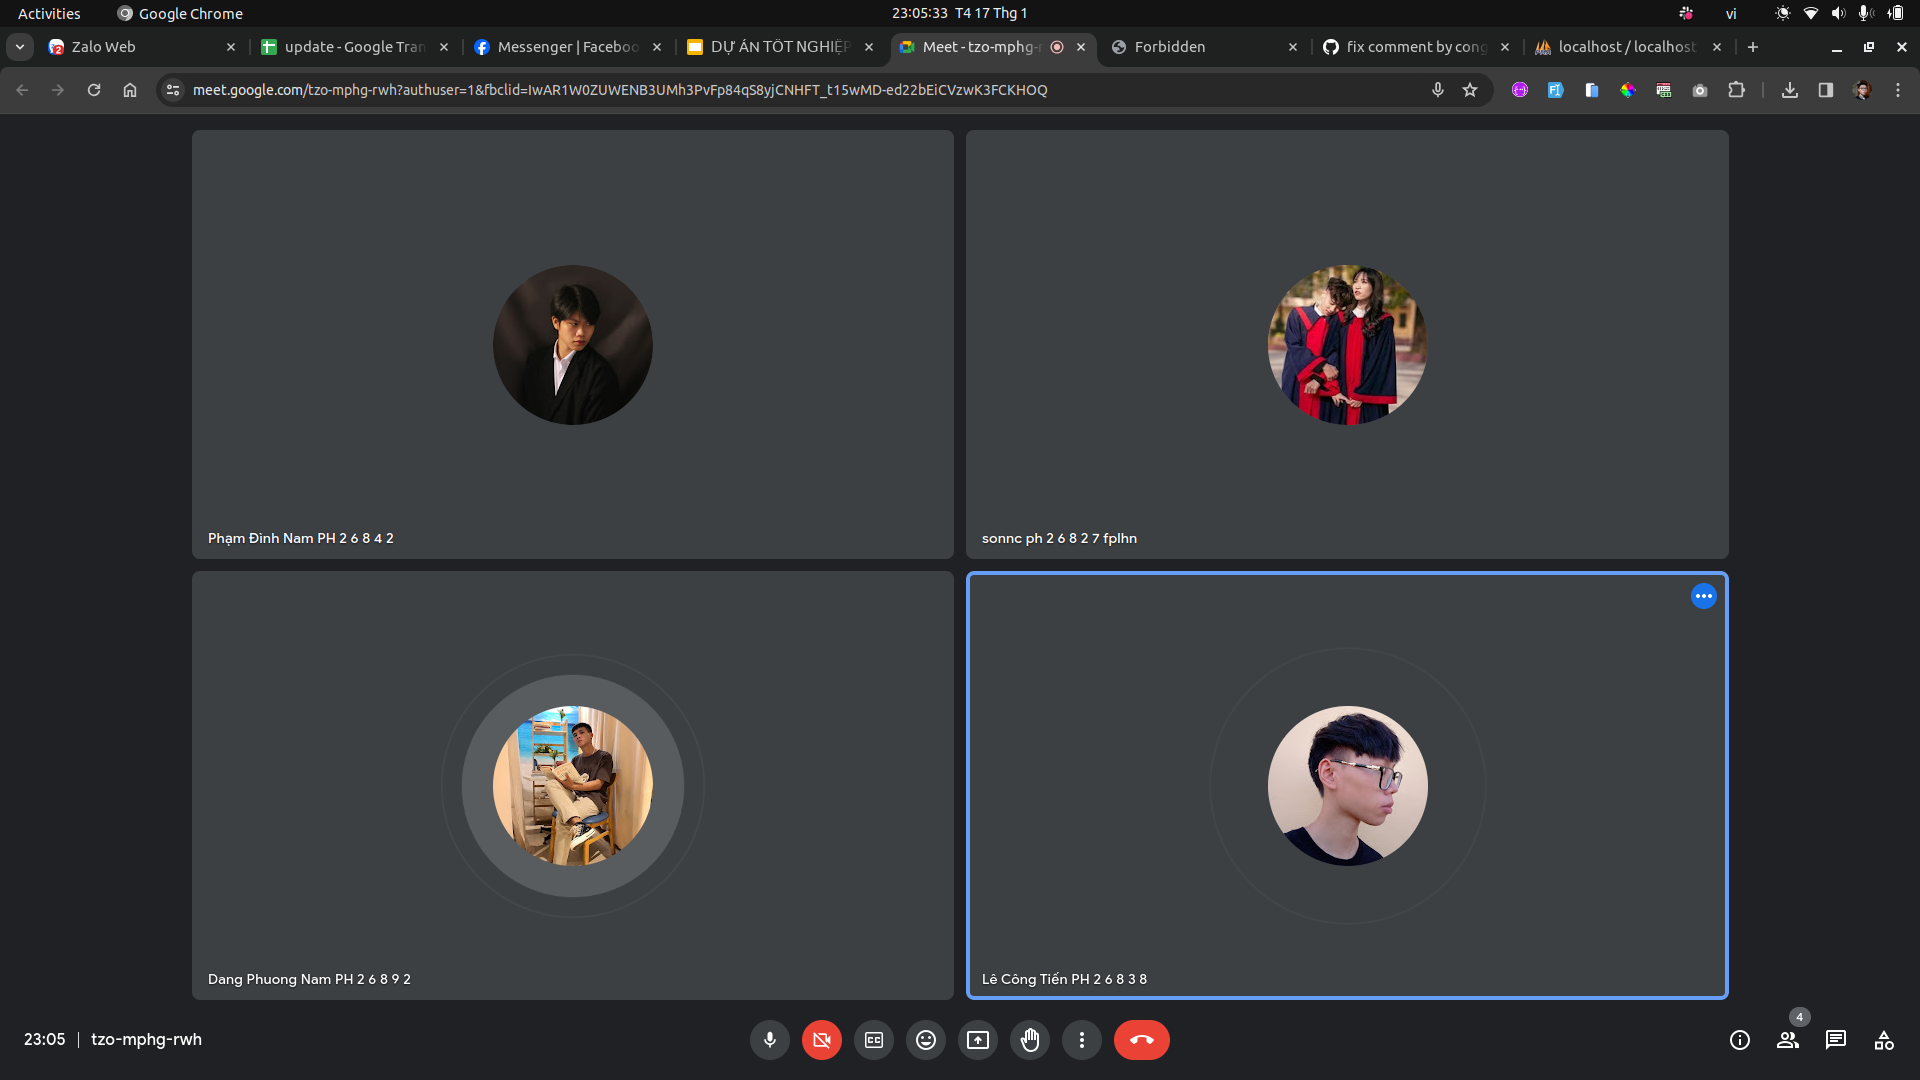 Activities
Google Chrome
23:05:33 T4 17 Thg 1
vi
2
Zalo Web
update - Google Tran
Messenger | Faceboo
DỰ ÁN TỐT NGHIỆP
Meet - tzo-mphg-r
Forbidden
fix comment by cong
localhost / localhost
meet.google.com/tzo-mphg-rwh?authuser=1&fbclid=IwAR1W0ZUWENB3UMh3PvFp84qS8yjCNHFT_t15wMD-ed22bEiCVzwK3FCKHOQ
Phạm Đình Nam PH 2 6 8 4 2
sonnc ph 2 6 8 2 7 fplhn
Dang Phuong Nam PH 2 6 8 9 2
Lê Công Tiến PH 2 6 8 3 8
4
23:05 | tzo-mphg-rwh